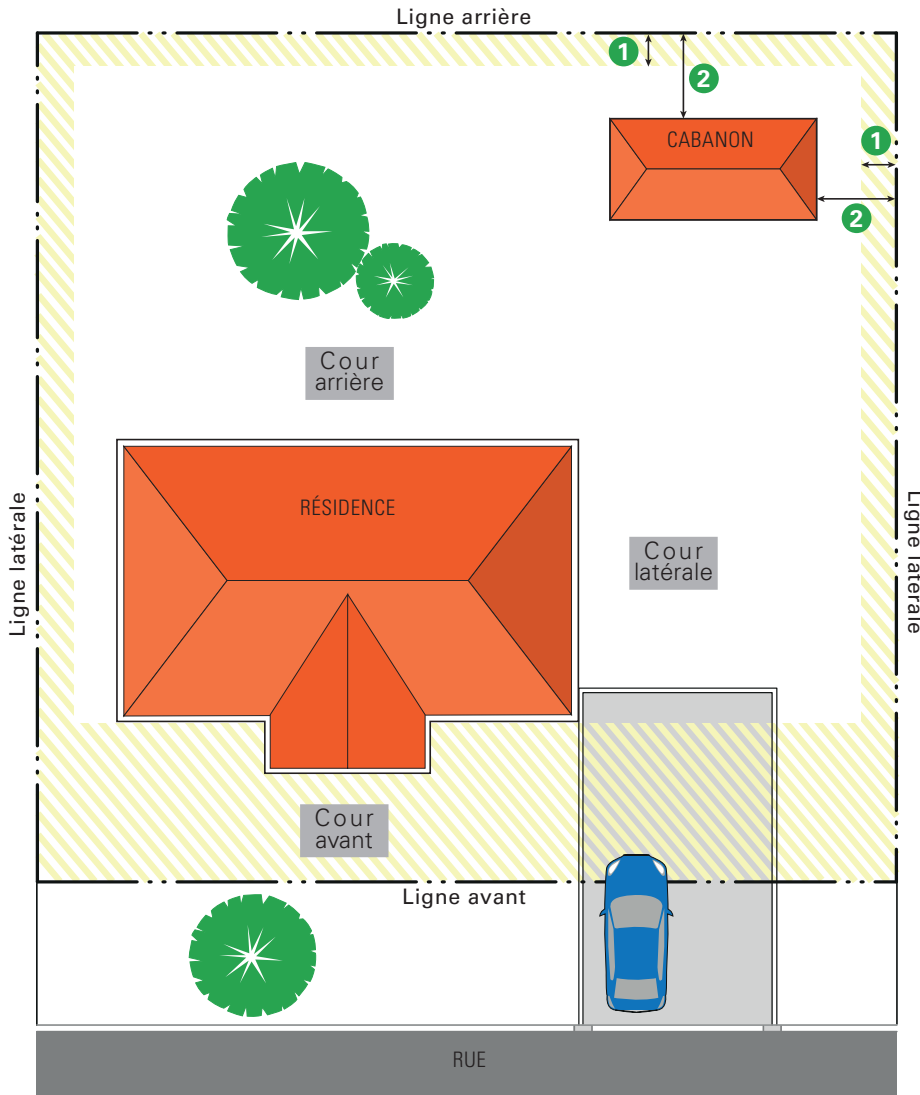 Ligne arrière
1
2
CABANON
1
2
Cour
arrière
RÉSIDENCE
Ligne latérale
Cour
latérale
Ligne latérale
Cour
avant
Ligne avant
RUE